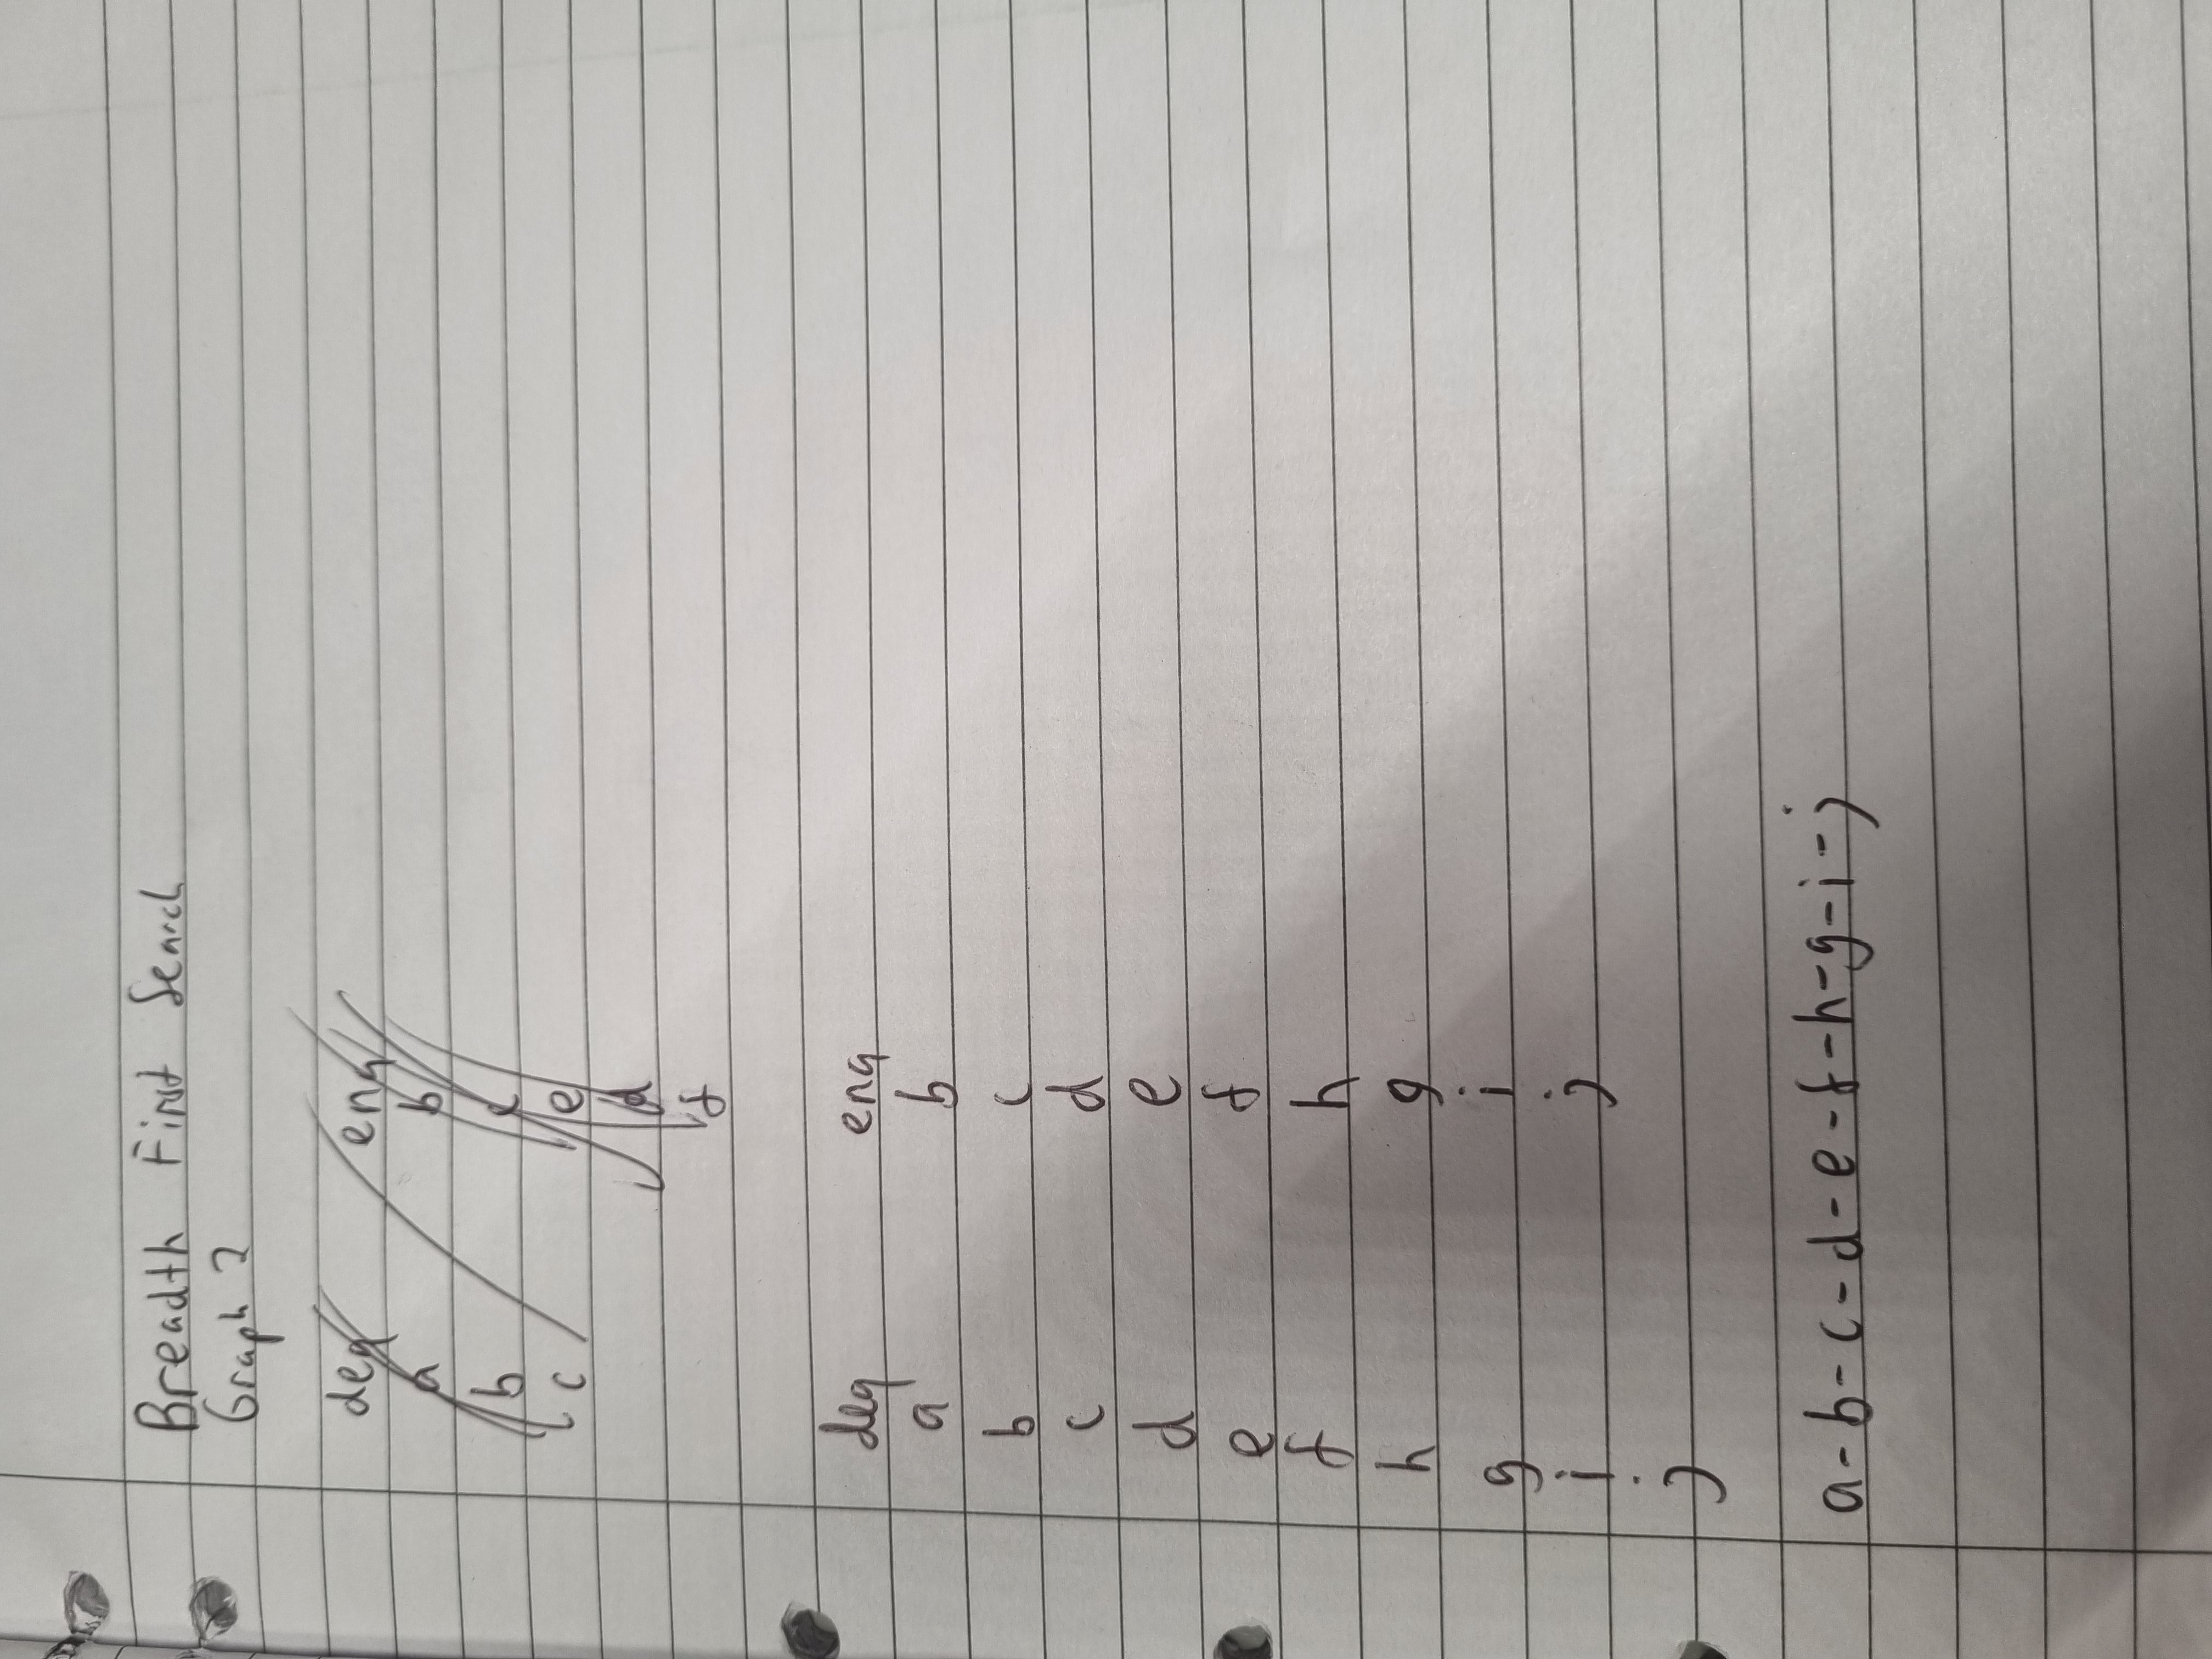 Breadth First Search
Graph 2
deq enq
a b
b c
c e
d
f
deq enq
a b
b c
c d
d e
e f
f h
h g
g i
i j
j
a-b-c-d-e-f-h-g-i-j